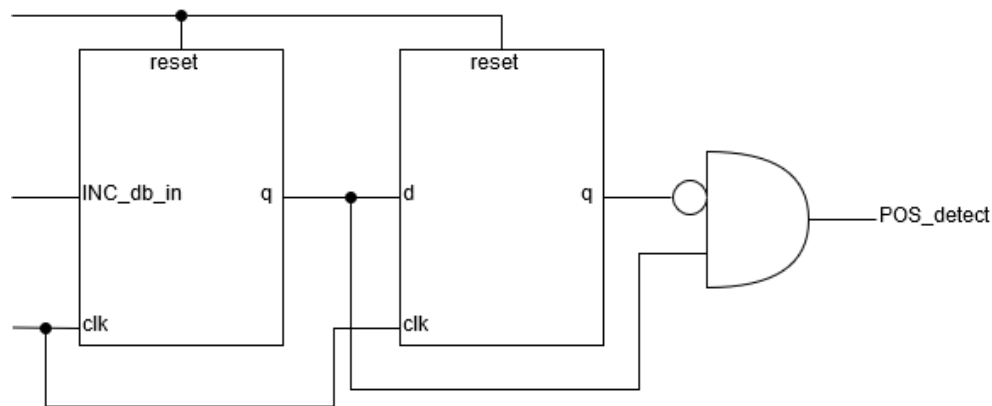 reset
reset
INC_db_in
q
d
q
POS_detect
clk
clk